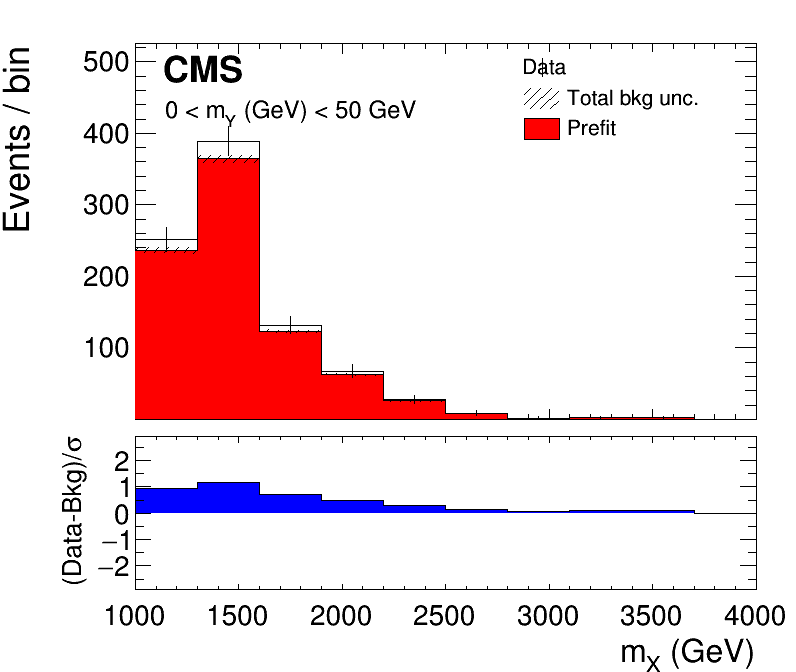 Events / bin
500
400
300
200
100
CMS
0 < m_Y (GeV) < 50 GeV
Data
Total bkg unc.
Prefit
(Data-Bkg)/σ
2
1
0
−1
−2
1000 1500 2000 2500 3000 3500 4000
m_X (GeV)